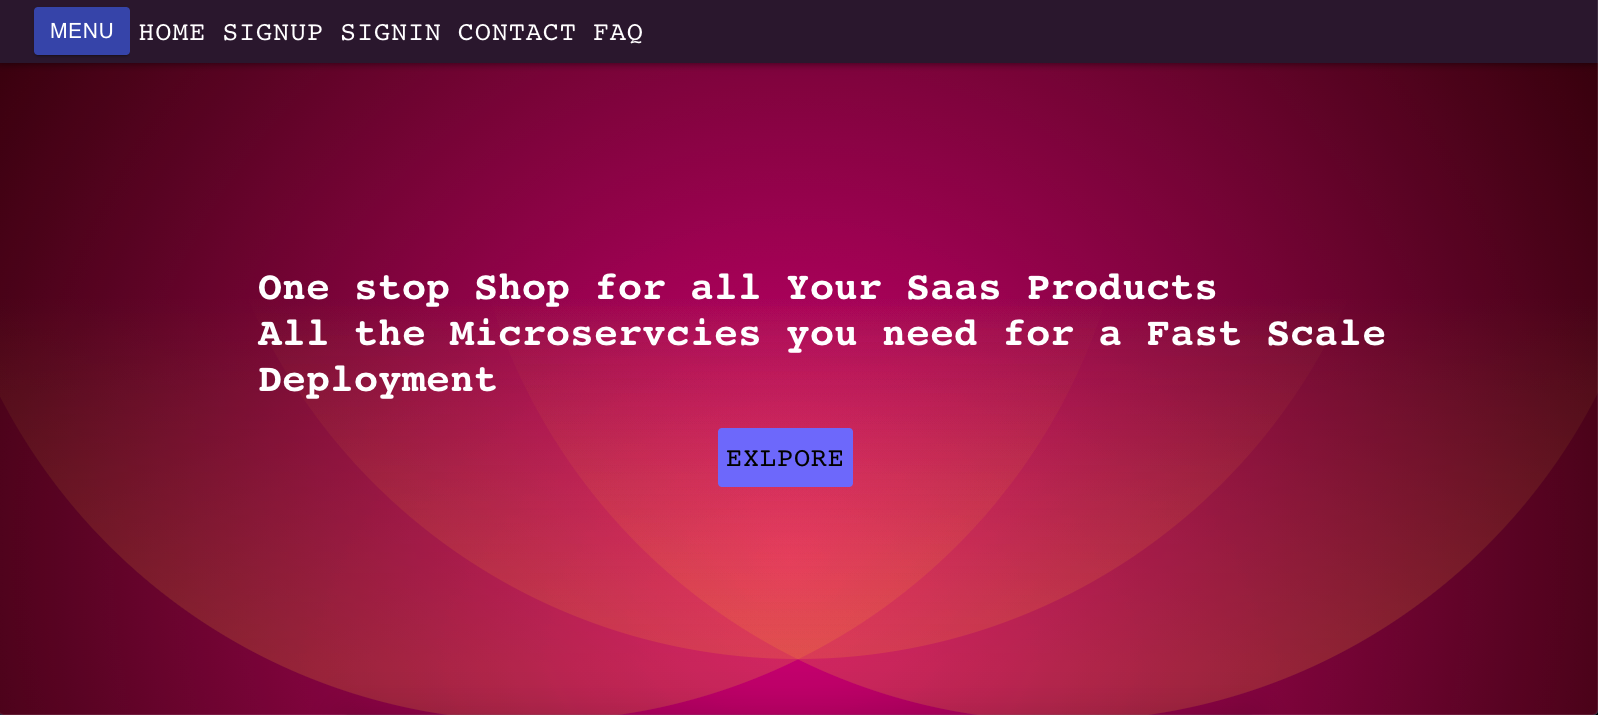 MENU HOME SIGNUP SIGNIN CONTACT FAQ
One stop Shop for all Your Saas Products
All the Microservcies you need for a Fast Scale
Deployment
EXLPORE